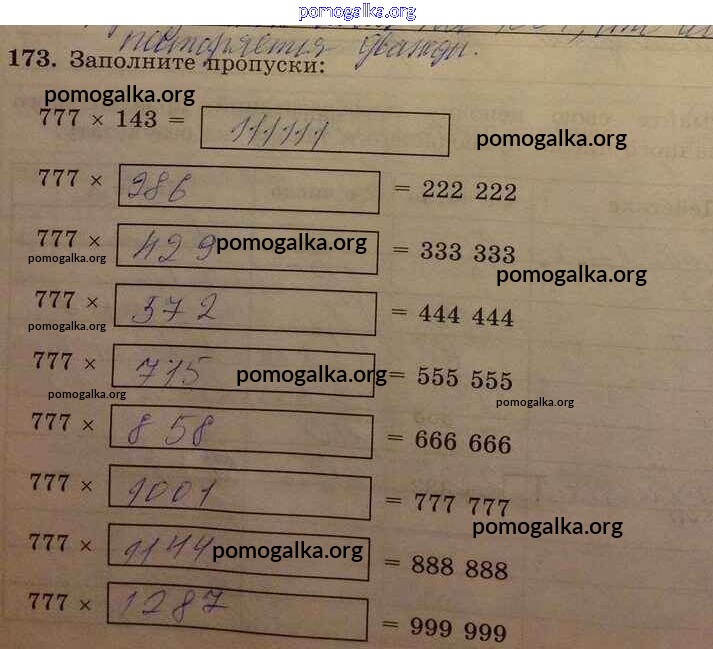 pomogalka.org
повторяется дважды.
173. Заполните пропуски:
pomogalka.org
777 × 143 = 111111
pomogalka.org
777 × 286 = 222 222
777 × 429 = 333 333
pomogalka.org
pomogalka.org
pomogalka.org
777 × 572 = 444 444
pomogalka.org
777 × 715 = 555 555
pomogalka.org
pomogalka.org
pomogalka.org
777 × 858 = 666 666
777 × 1001 = 777 777
pomogalka.org
777 × 1144 = 888 888
pomogalka.org
777 × 1287 = 999 999